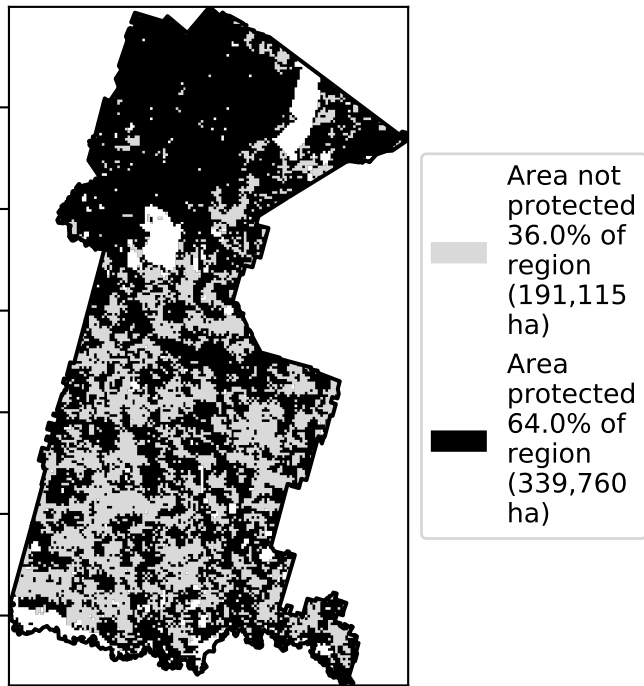 Area not
protected
36.0% of
region
(191,115
ha)
Area
protected
64.0% of
region
(339,760
ha)